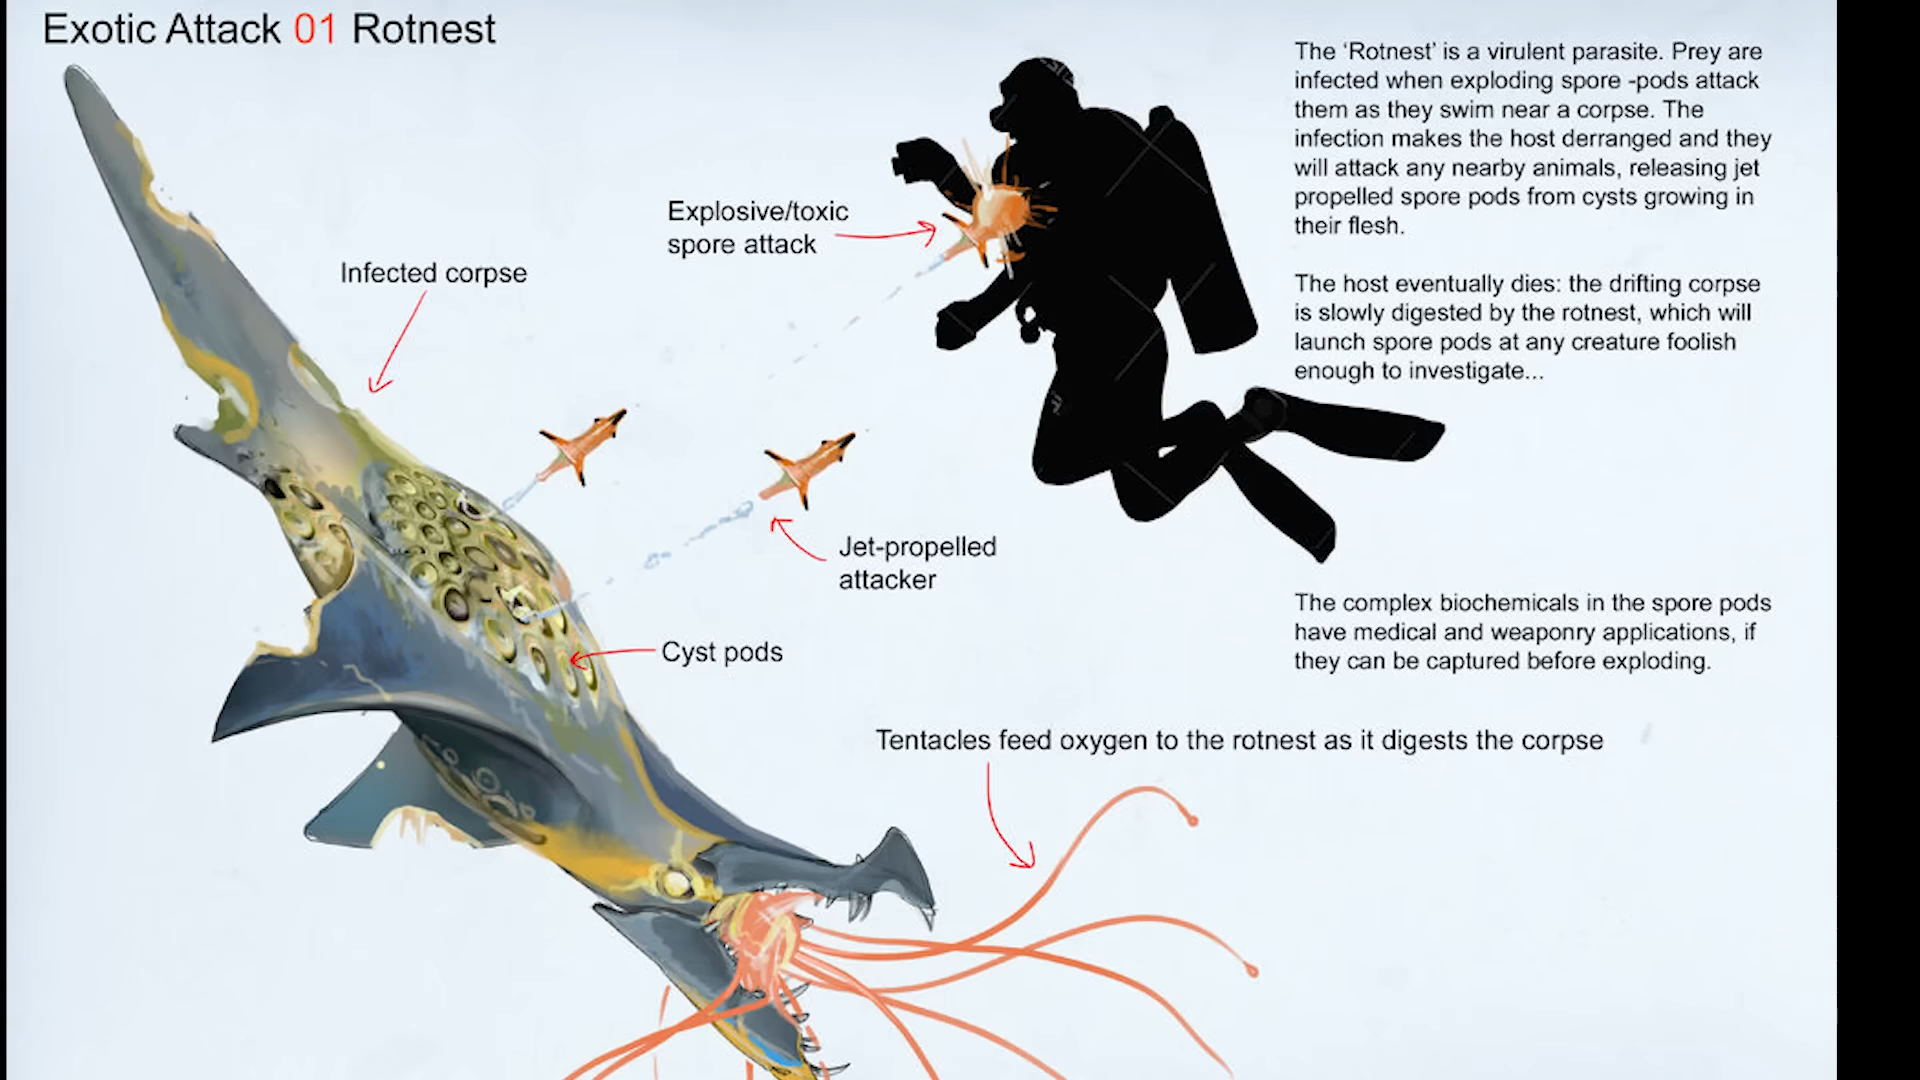 Exotic Attack 01 Rotnest
The ‘Rotnest’ is a virulent parasite. Prey are
infected when exploding spore -pods attack
them as they swim near a corpse. The
infection makes the host derranged and they
will attack any nearby animals, releasing jet
propelled spore pods from cysts growing in
their flesh.
The host eventually dies: the drifting corpse
is slowly digested by the rotnest, which will
launch spore pods at any creature foolish
enough to investigate...
Explosive/toxic
spore attack
Infected corpse
Jet-propelled
attacker
The complex biochemicals in the spore pods
have medical and weaponry applications, if
they can be captured before exploding.
Cyst pods
Tentacles feed oxygen to the rotnest as it digests the corpse